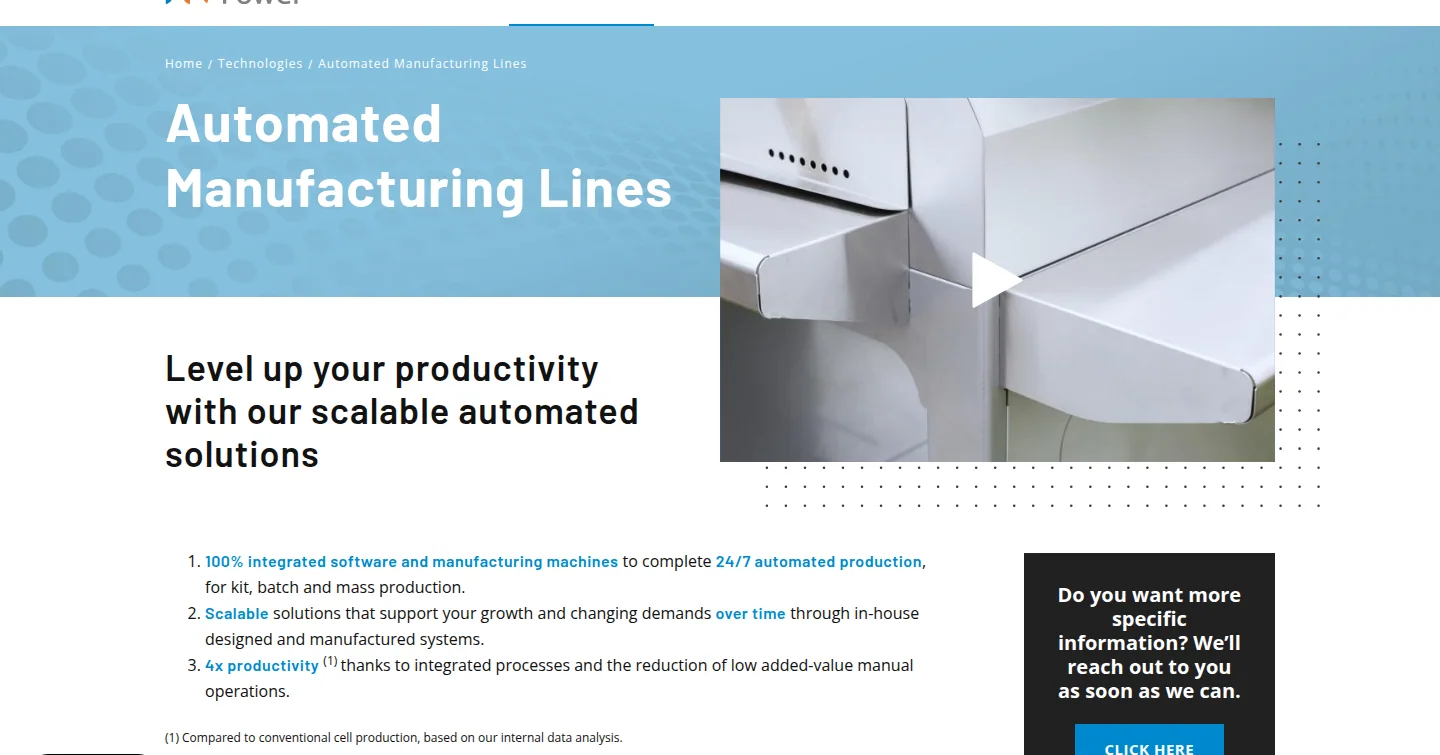 Power
Home / Technologies / Automated Manufacturing Lines
Automated
Manufacturing Lines
Level up your productivity
with our scalable automated
solutions
1. 100% integrated software and manufacturing machines to complete 24/7 automated production,
for kit, batch and mass production.
2. Scalable solutions that support your growth and changing demands over time through in-house
designed and manufactured systems.
3. 4x productivity (1) thanks to integrated processes and the reduction of low added-value manual
operations.
(1) Compared to conventional cell production, based on our internal data analysis.
Do you want more
specific
information? We’ll
reach out to you
as soon as we can.
CLICK HERE